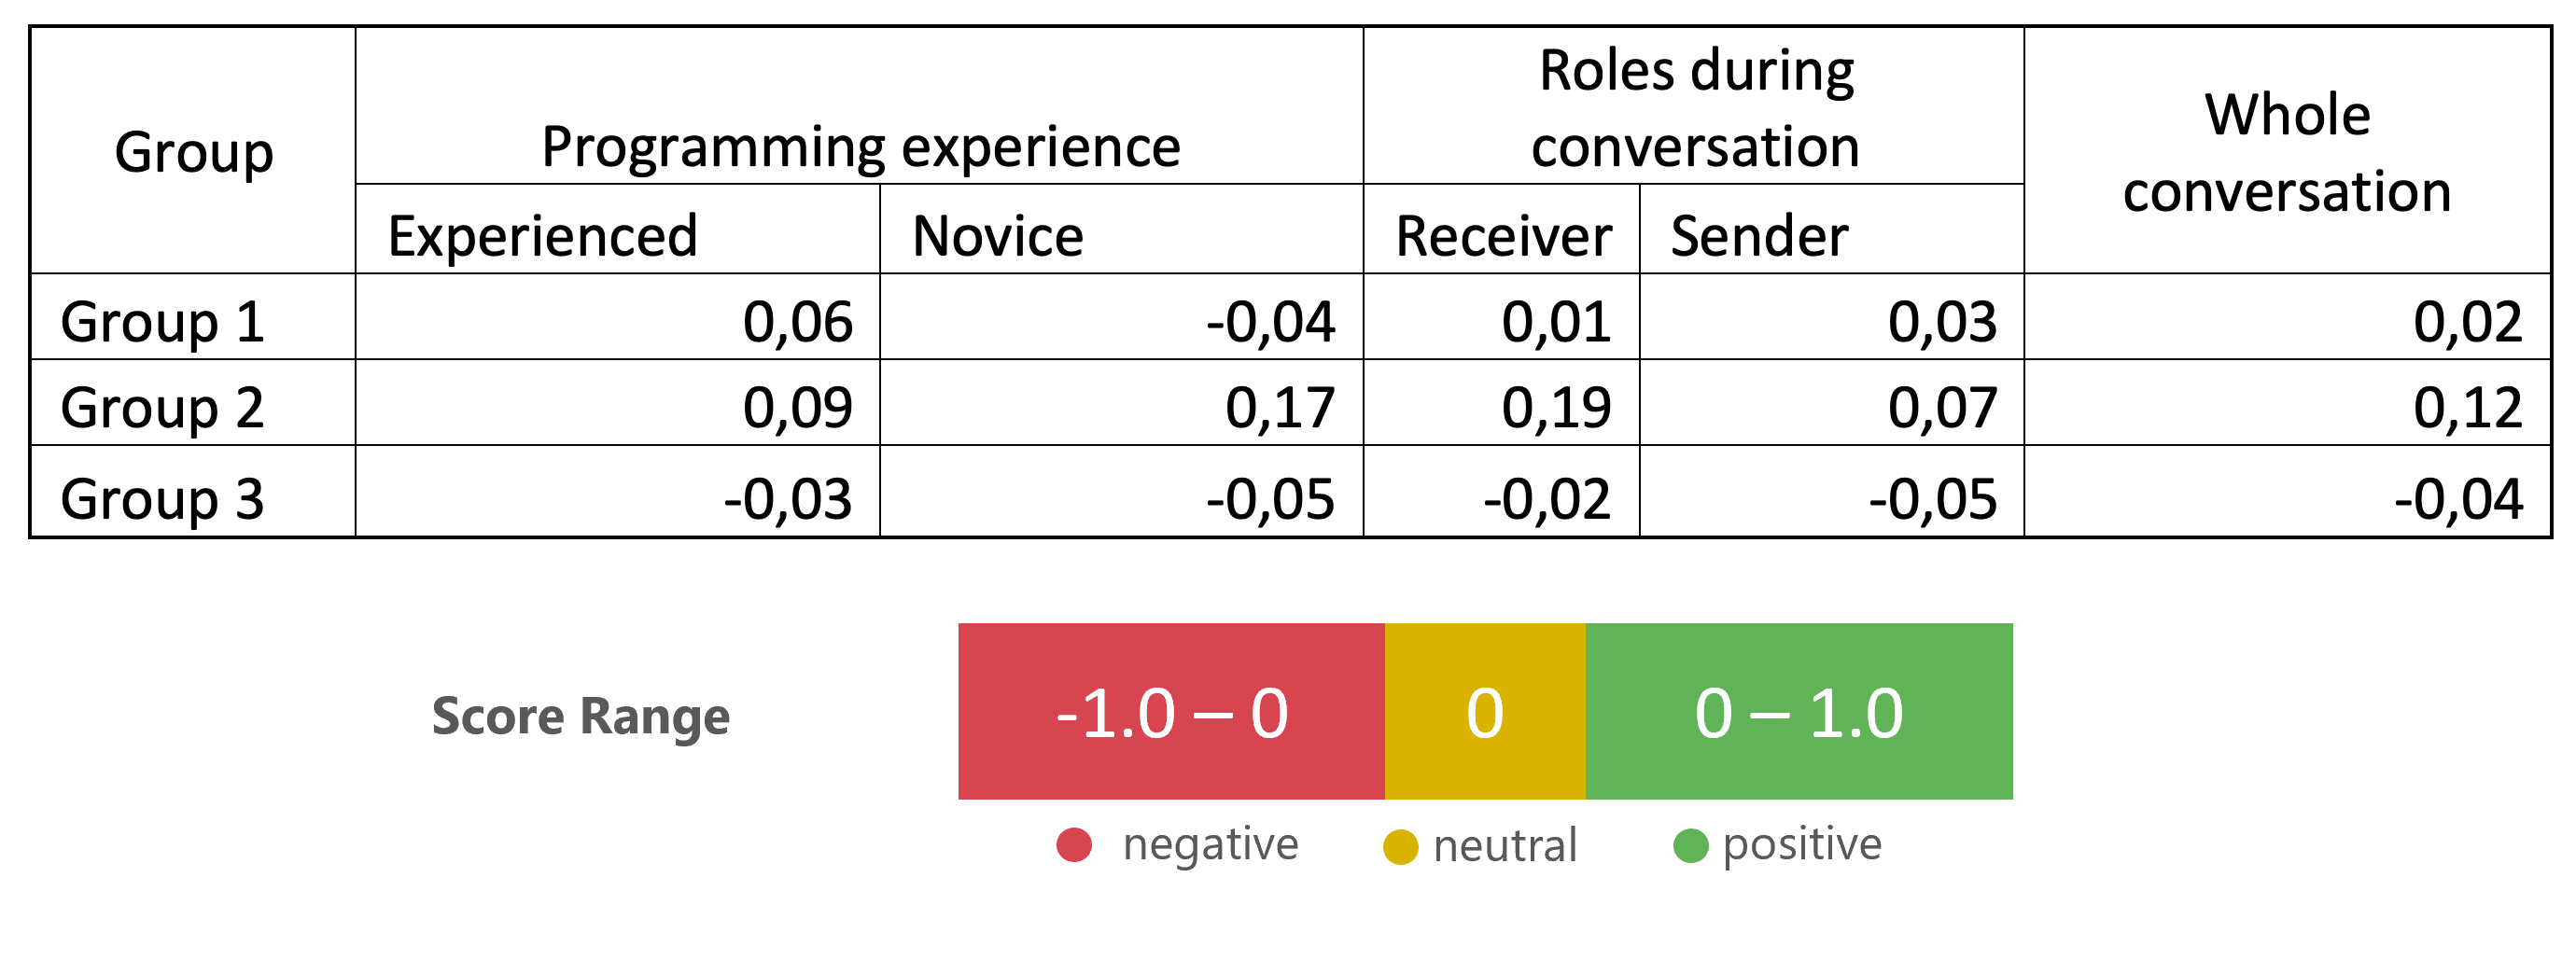 Group
Programming experience
Roles during
conversation
Whole
conversation
Experienced
Novice
Receiver
Sender
Group 1 0,06 -0,04 0,01 0,03 0,02
Group 2 0,09 0,17 0,19 0,07 0,12
Group 3 -0,03 -0,05 -0,02 -0,05 -0,04
Score Range -1.0 – 0 0 0 – 1.0
negative neutral positive